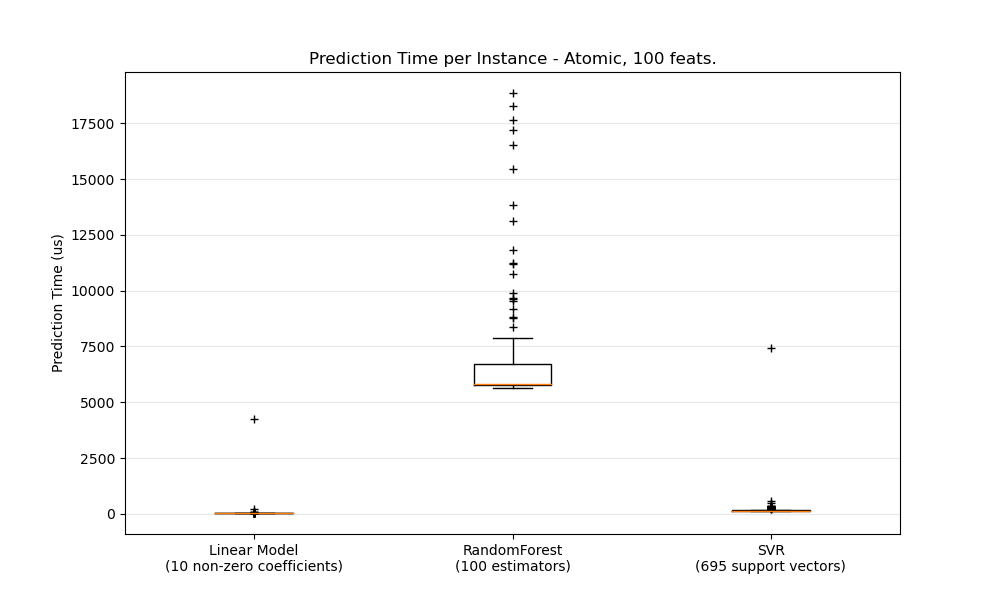 Prediction Time per Instance - Atomic, 100 feats.
Prediction Time (us)
17500
15000
12500
10000
7500
5000
2500
0
Linear Model
(10 non-zero coefficients)
RandomForest
(100 estimators)
SVR
(695 support vectors)